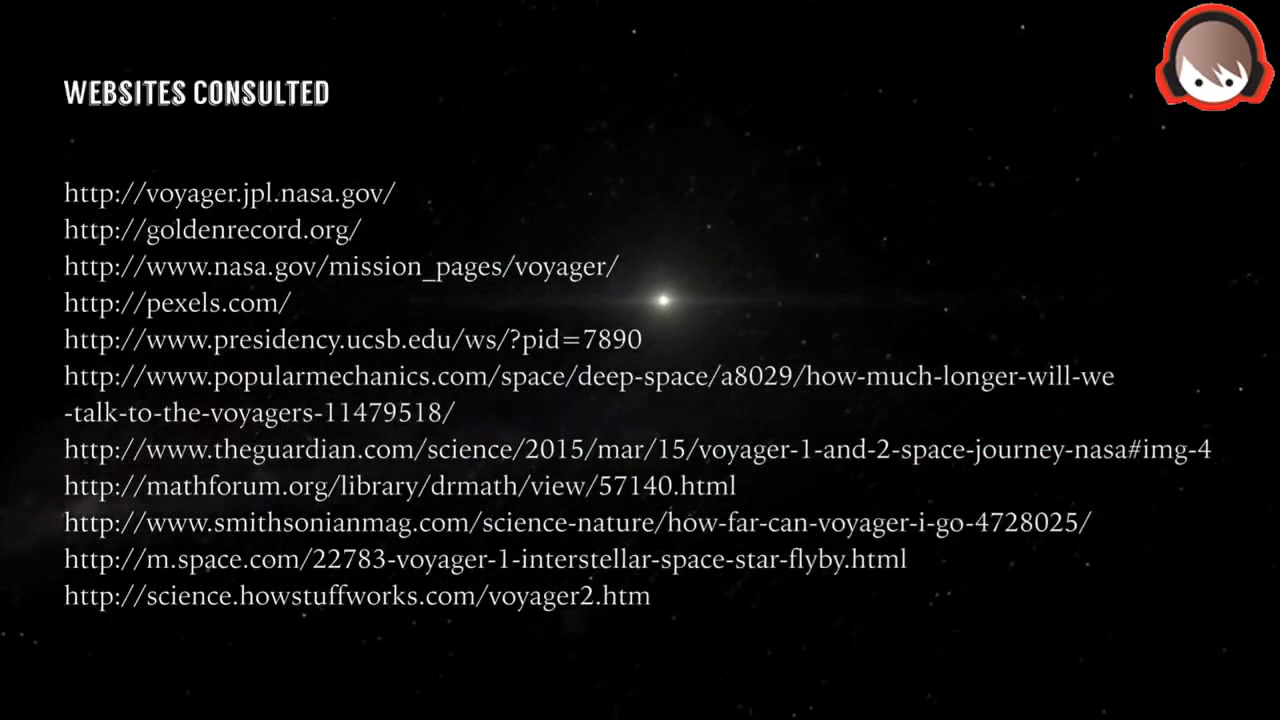 WEBSITES CONSULTED
http://voyager.jpl.nasa.gov/
http://goldenrecord.org/
http://www.nasa.gov/mission_pages/voyager/
http://pexels.com/
http://www.presidency.ucsb.edu/ws/?pid=7890
http://www.popularmechanics.com/space/deep-space/a8029/how-much-longer-will-we
-talk-to-the-voyagers-11479518/
http://www.theguardian.com/science/2015/mar/15/voyager-1-and-2-space-journey-nasa#img-4
http://mathforum.org/library/drmath/view/57140.html
http://www.smithsonianmag.com/science-nature/how-far-can-voyager-i-go-4728025/
http://m.space.com/22783-voyager-1-interstellar-space-star-flyby.html
http://science.howstuffworks.com/voyager2.htm